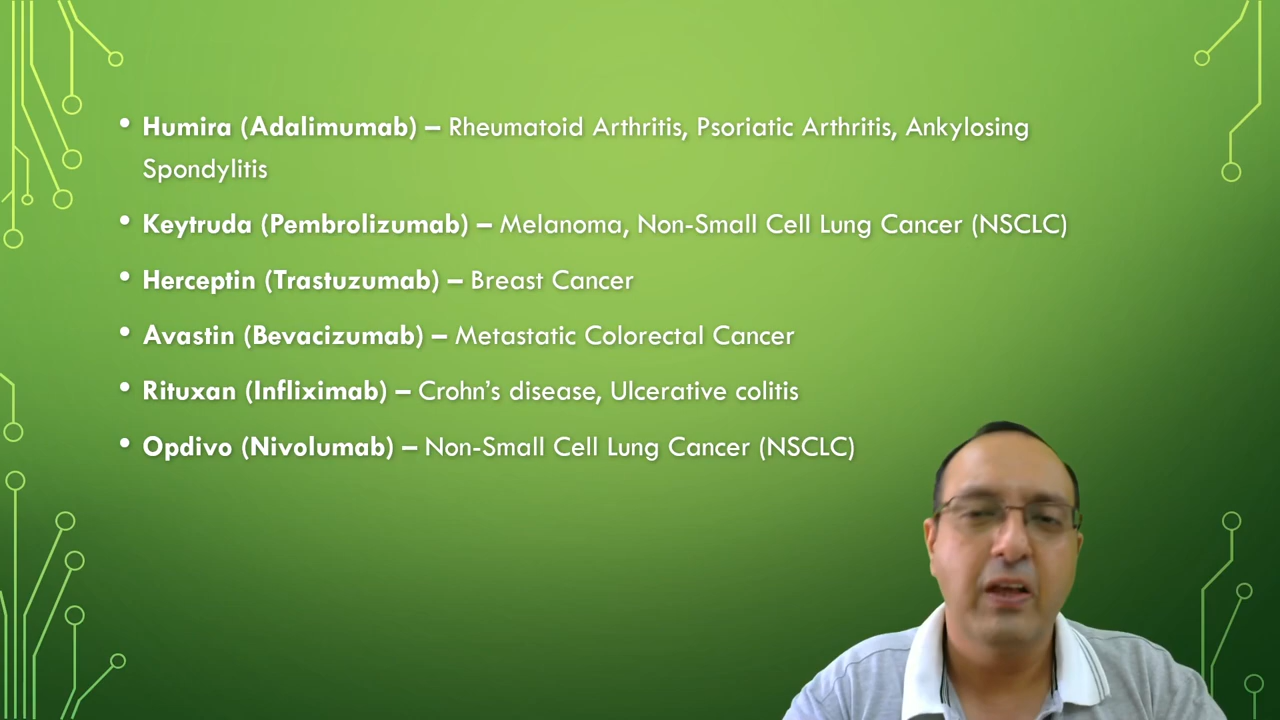 • Humira (Adalimumab) – Rheumatoid Arthritis, Psoriatic Arthritis, Ankylosing
Spondylitis
• Keytruda (Pembrolizumab) – Melanoma, Non-Small Cell Lung Cancer (NSCLC)
• Herceptin (Trastuzumab) – Breast Cancer
• Avastin (Bevacizumab) – Metastatic Colorectal Cancer
• Rituxan (Infliximab) – Crohn’s disease, Ulcerative colitis
• Opdivo (Nivolumab) – Non-Small Cell Lung Cancer (NSCLC)